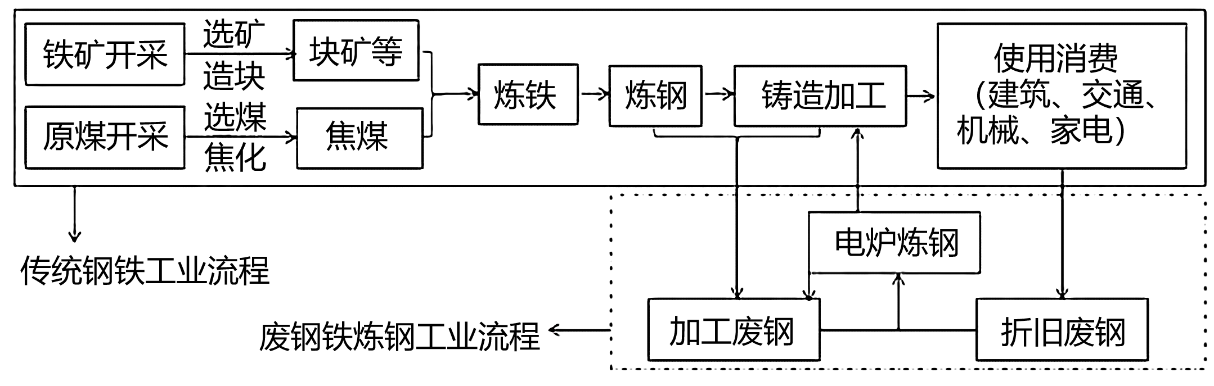 铁矿开采
选矿
造块
块矿等
原煤开采
选煤
焦化
焦煤
炼铁
炼钢
铸造加工
使用消费
（建筑、交通、
机械、家电）
传统钢铁工业流程
电炉炼钢
废钢铁炼钢工业流程
加工废钢
折旧废钢